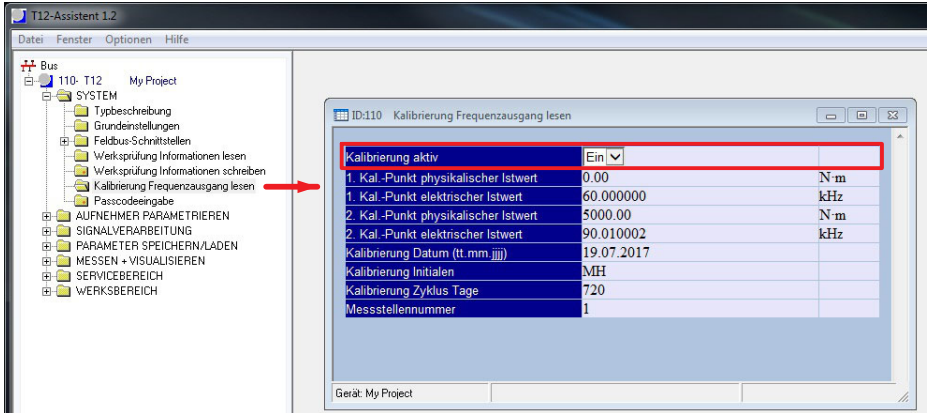 T12-Assistent 1.2
Datei Fenster Optionen Hilfe
Bus
110- T12 My Project
SYSTEM
Typbeschreibung
Grundeinstellungen
Feldbus-Schnittstellen
Werksprüfung Informationen lesen
Werksprüfung Informationen schreiben
Kalibrierung Frequenzausgang lesen
Passcodeeingabe
AUFNEHMER PARAMETRIEREN
SIGNALVERARBEITUNG
PARAMETER SPEICHERN/LADEN
MESSEN + VISUALISIEREN
SERVICEBEREICH
WERKSBEREICH
ID:110 Kalibrierung Frequenzausgang lesen
Kalibrierung aktiv Ein
1. Kal.-Punkt physikalischer Istwert 0.00 N·m
1. Kal.-Punkt elektrischer Istwert 60.000000 kHz
2. Kal.-Punkt physikalischer Istwert 5000.00 N·m
2. Kal.-Punkt elektrischer Istwert 90.010002 kHz
Kalibrierung Datum (tt.mm.jjjj) 19.07.2017
Kalibrierung Initialen MH
Kalibrierung Zyklus Tage 720
Messstellennummer 1
Gerät: My Project